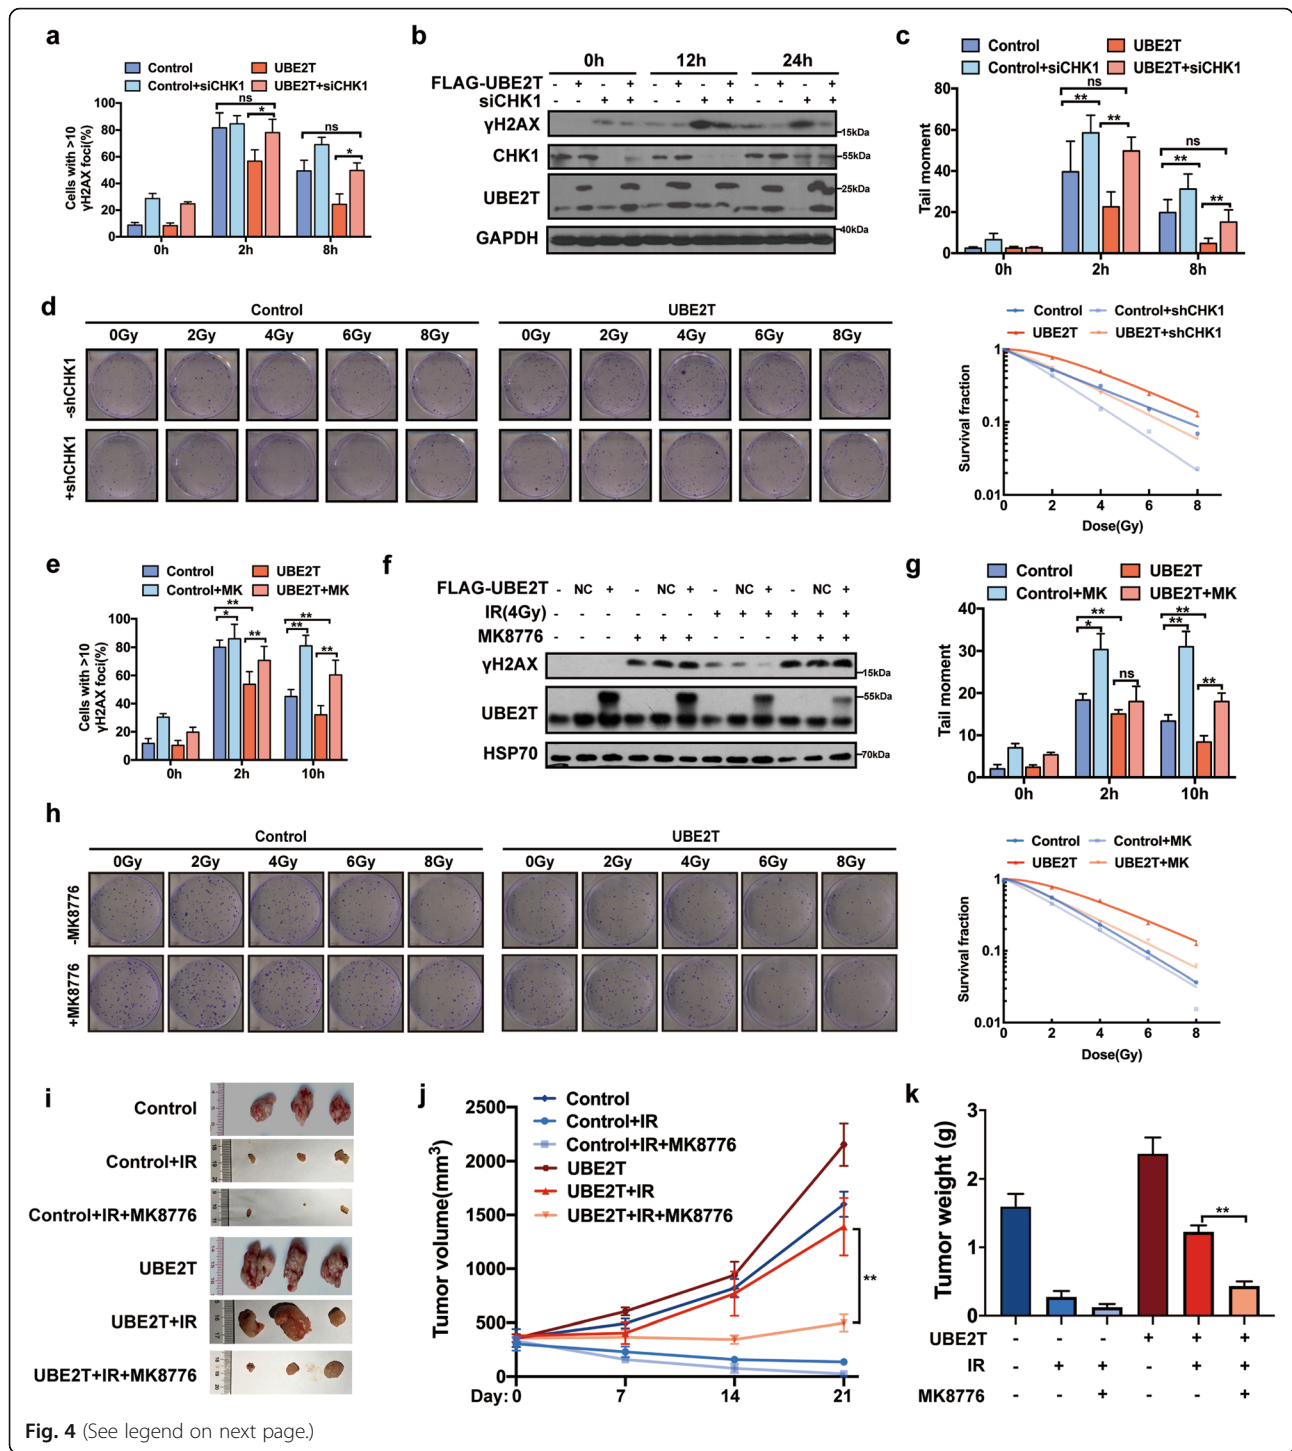 a
Control
UBE2T
Control+siCHK1
UBE2T+siCHK1
Cells with >10
γH2AX foci(%)
100
80
60
40
20
0
ns
*
ns
*
0h
2h
8h
b
0h
12h
24h
FLAG-UBE2T
- + - + - + - + - + - +
siCHK1
- - + + - - + + - - + +
γH2AX
15kDa
CHK1
55kDa
UBE2T
25kDa
GAPDH
40kDa
c
Control
UBE2T
Control+siCHK1
UBE2T+siCHK1
Tail moment
80
60
40
20
0
ns
**
**
ns
**
**
0h
2h
8h
d
Control
UBE2T
0Gy 2Gy 4Gy 6Gy 8Gy
0Gy 2Gy 4Gy 6Gy 8Gy
-shCHK1
+shCHK1
Control
Control+shCHK1
UBE2T
UBE2T+shCHK1
Survival fraction
1
0.1
0.01
0 2 4 6 8
Dose(Gy)
e
Control
UBE2T
Control+MK
UBE2T+MK
Cells with >10
γH2AX foci(%)
100
80
60
40
20
0
**
*
**
**
**
**
0h
2h
10h
f
FLAG-UBE2T
- NC + - NC + - NC + - NC +
IR(4Gy)
- - - - - - + + + + + +
MK8776
- - - + + + - - - + + +
γH2AX
15kDa
UBE2T
55kDa
HSP70
70kDa
g
Control
UBE2T
Control+MK
UBE2T+MK
Tail moment
40
30
20
10
0
**
*
ns
**
**
**
0h
2h
10h
h
Control
UBE2T
0Gy 2Gy 4Gy 6Gy 8Gy
0Gy 2Gy 4Gy 6Gy 8Gy
-MK8776
+MK8776
Control
Control+MK
UBE2T
UBE2T+MK
Survival fraction
1
0.1
0.01
0 2 4 6 8
Dose(Gy)
i
Control
Control+IR
Control+IR+MK8776
UBE2T
UBE2T+IR
UBE2T+IR+MK8776
j
Control
Control+IR
Control+IR+MK8776
UBE2T
UBE2T+IR
UBE2T+IR+MK8776
Tumor volume(mm³)
2500
2000
1500
1000
500
0
**
Day: 0 7 14 21
k
Tumor weight (g)
3
2
1
0
**
UBE2T - - - + + +
IR - + + - + +
MK8776 - - + - - +
Fig. 4 (See legend on next page.)